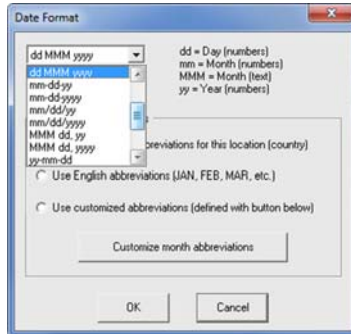 Date Format
dd MMM yyyy
dd = Day (numbers)
mm = Month (numbers)
MMM = Month (text)
yy = Year (numbers)
dd MMM yyyy
mm-dd-yy
mm-dd-yyyy
mm/dd/yy
mm/dd/yyyy
MMM dd, yy
MMM dd, yyyy
yy-mm-dd
breviations for this location (country)
Use English abbreviations (JAN, FEB, MAR, etc.)
Use customized abbreviations (defined with button below)
Customize month abbreviations
OK
Cancel